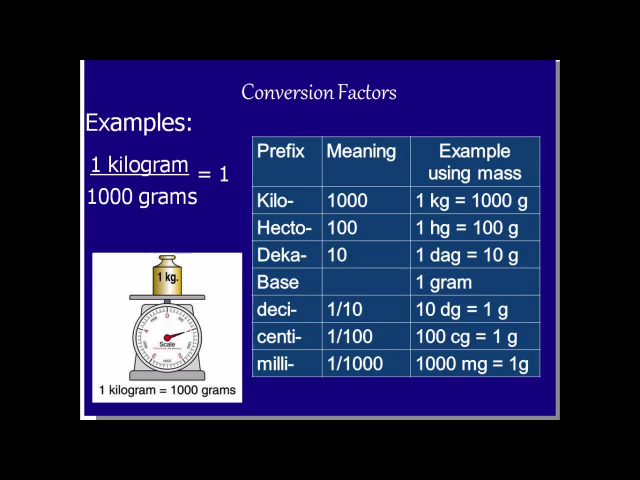 Conversion Factors
Examples:
1 kilogram
= 1
1000 grams
Prefix Meaning Example using mass
Kilo- 1000 1 kg = 1000 g
Hecto- 100 1 hg = 100 g
Deka- 10 1 dag = 10 g
Base 1 gram
deci- 1/10 10 dg = 1 g
centi- 1/100 100 cg = 1 g
milli- 1/1000 1000 mg = 1g
1 kg.
0
Scale
1 kilogram = 1000 grams